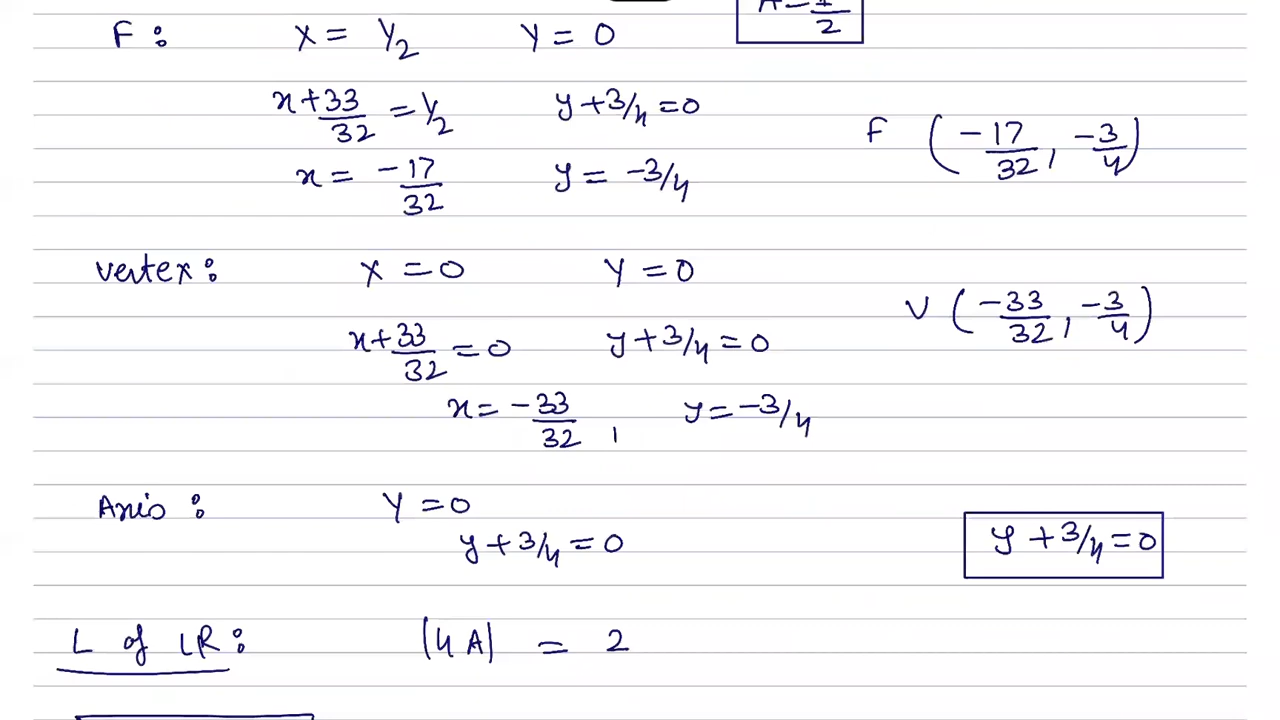 A = 1/2
F : X = 1/2 Y = 0
x+33/32 = 1/2 y+3/4 = 0
F (-17/32, -3/4)
x = -17/32 y = -3/4
Vertex : X = 0 Y = 0
V (-33/32, -3/4)
x+33/32 = 0 y+3/4 = 0
x = -33/32 , y = -3/4
Axis : Y = 0
y+3/4 = 0 y+3/4 = 0
L of LR : |4A| = 2